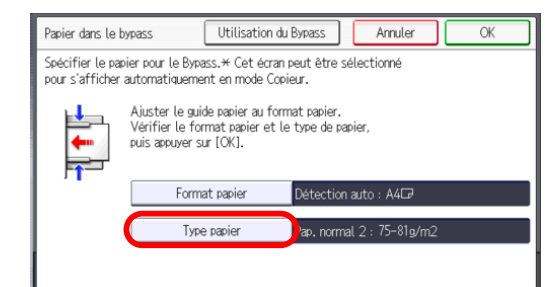 Papier dans le bypass Utilisation du Bypass Annuler OK
Spécifier le papier pour le Bypass.* Cet écran peut être sélectionné
pour s'afficher automatiquement en mode Copieur.
Ajuster le guide papier au format papier.
Vérifier le format papier et le type de papier,
puis appuyer sur [OK].
Format papier Détection auto : A4
Type papier Pap. normal 2 : 75-81g/m2